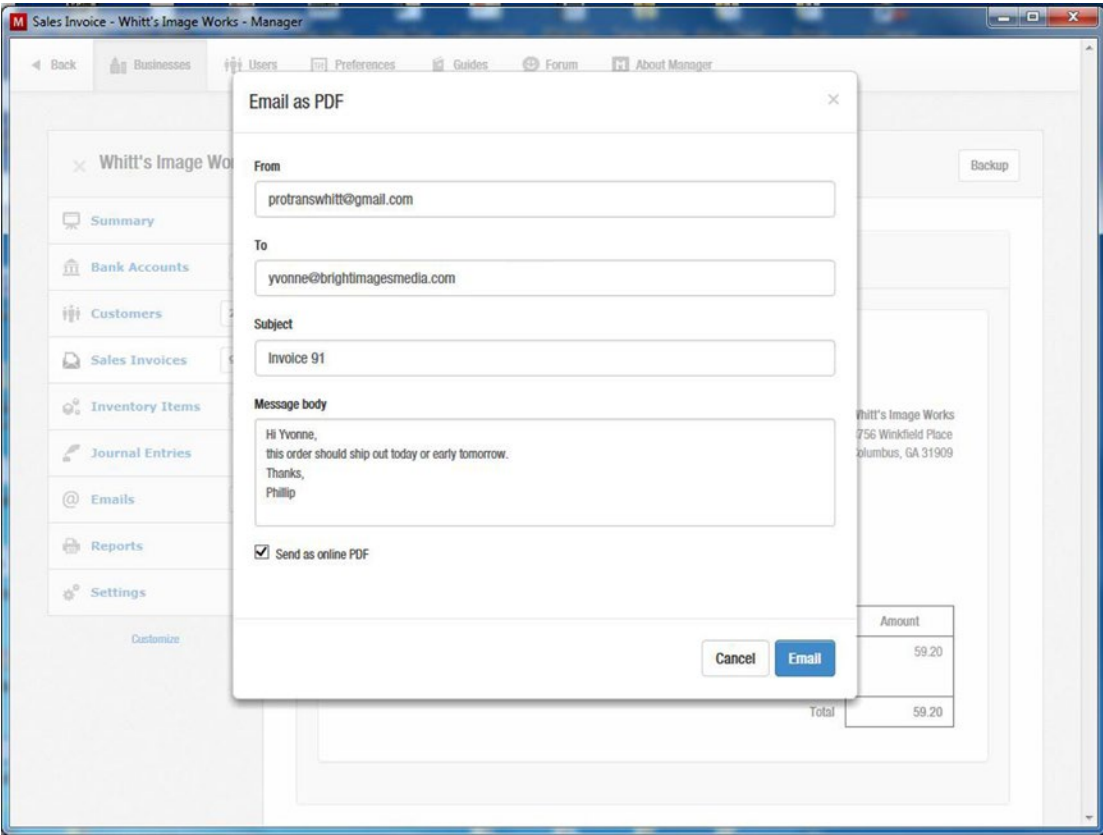 Sales Invoice - Whitt's Image Works - Manager
Back
Businesses
Users
Preferences
Guides
Forum
About Manager
Whitt's Image
Backup
Summary
Bank Accounts
Customers
Sales Invoices
Inventory Items
Journal Entries
Emails
Reports
Settings
Customize
Email as PDF
From
protranswhitt@gmail.com
To
yvonne@brightimagesmedia.com
Subject
Invoice 91
Message body
Hi Yvonne,
this order should ship out today or early tomorrow.
Thanks,
Phillip
Send as online PDF
Cancel
Email
Image Works
Winkfield Place
GA 31909
Amount
59.20
Total 59.20